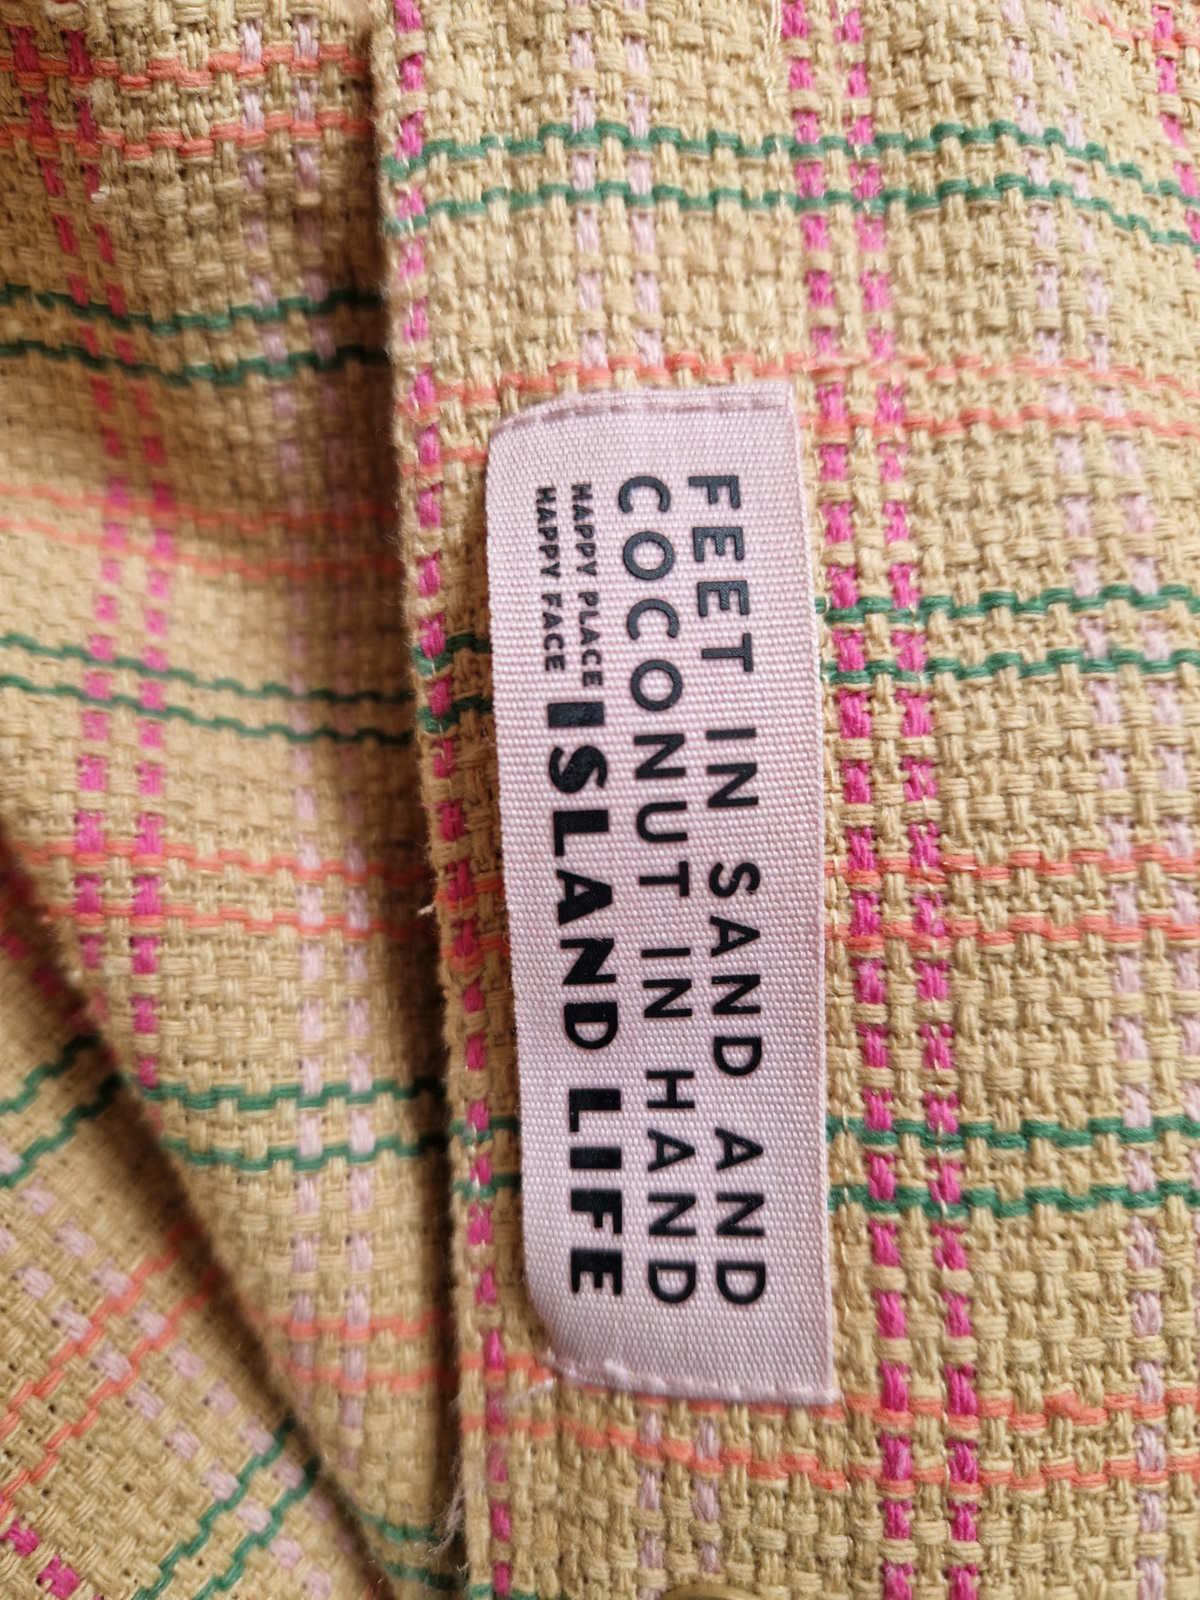 FEET IN SAND AND
COCONUT IN HAND
HAPPY PLACE
HAPPY FACE
ISLAND LIFE